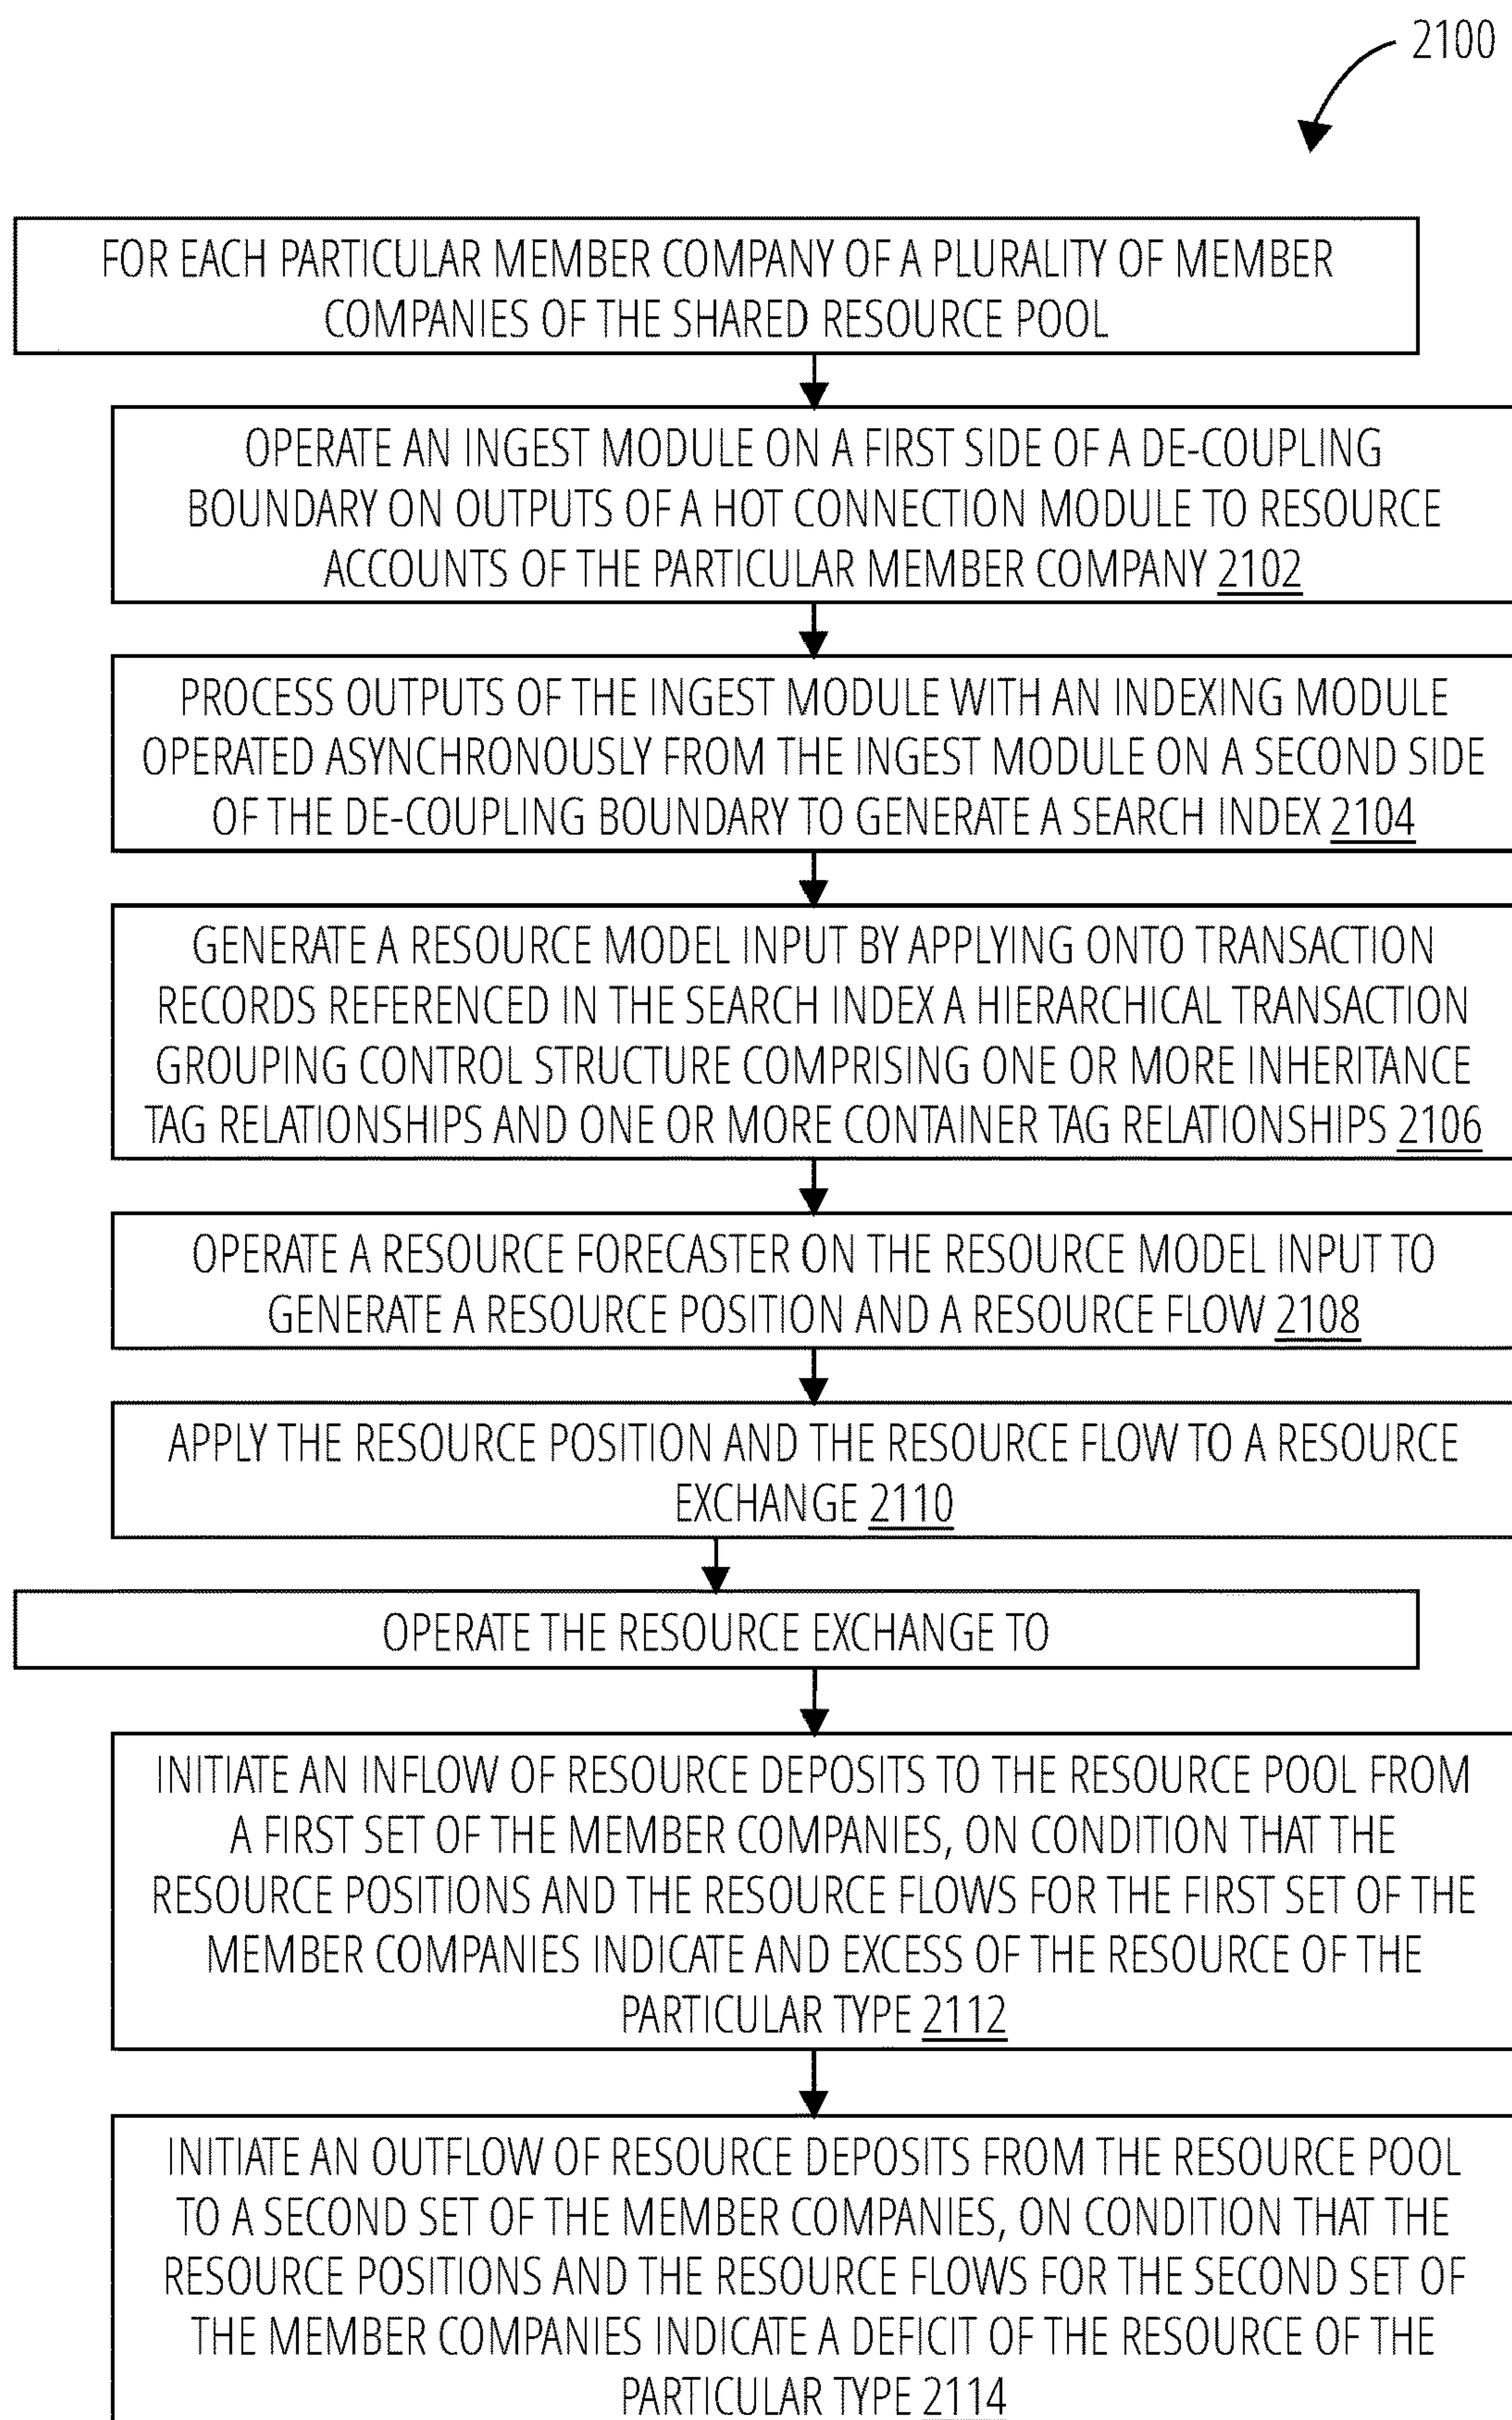 2100
FOR EACH PARTICULAR MEMBER COMPANY OF A PLURALITY OF MEMBER
COMPANIES OF THE SHARED RESOURCE POOL
OPERATE AN INGEST MODULE ON A FIRST SIDE OF A DE-COUPLING
BOUNDARY ON OUTPUTS OF A HOT CONNECTION MODULE TO RESOURCE
ACCOUNTS OF THE PARTICULAR MEMBER COMPANY 2102
PROCESS OUTPUTS OF THE INGEST MODULE WITH AN INDEXING MODULE
OPERATED ASYNCHRONOUSLY FROM THE INGEST MODULE ON A SECOND SIDE
OF THE DE-COUPLING BOUNDARY TO GENERATE A SEARCH INDEX 2104
GENERATE A RESOURCE MODEL INPUT BY APPLYING ONTO TRANSACTION
RECORDS REFERENCED IN THE SEARCH INDEX A HIERARCHICAL TRANSACTION
GROUPING CONTROL STRUCTURE COMPRISING ONE OR MORE INHERITANCE
TAG RELATIONSHIPS AND ONE OR MORE CONTAINER TAG RELATIONSHIPS 2106
OPERATE A RESOURCE FORECASTER ON THE RESOURCE MODEL INPUT TO
GENERATE A RESOURCE POSITION AND A RESOURCE FLOW 2108
APPLY THE RESOURCE POSITION AND THE RESOURCE FLOW TO A RESOURCE
EXCHANGE 2110
OPERATE THE RESOURCE EXCHANGE TO
INITIATE AN INFLOW OF RESOURCE DEPOSITS TO THE RESOURCE POOL FROM
A FIRST SET OF THE MEMBER COMPANIES, ON CONDITION THAT THE
RESOURCE POSITIONS AND THE RESOURCE FLOWS FOR THE FIRST SET OF THE
MEMBER COMPANIES INDICATE AND EXCESS OF THE RESOURCE OF THE
PARTICULAR TYPE 2112
INITIATE AN OUTFLOW OF RESOURCE DEPOSITS FROM THE RESOURCE POOL
TO A SECOND SET OF THE MEMBER COMPANIES, ON CONDITION THAT THE
RESOURCE POSITIONS AND THE RESOURCE FLOWS FOR THE SECOND SET OF
THE MEMBER COMPANIES INDICATE A DEFICIT OF THE RESOURCE OF THE
PARTICULAR TYPE 2114